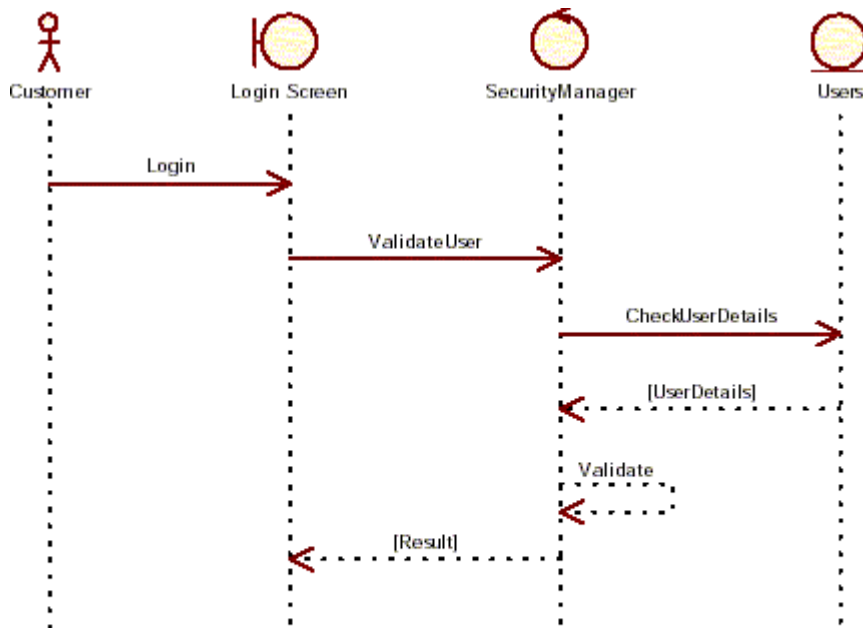 Customer
Login Screen
SecurityManager
Users
Login
ValidateUser
CheckUserDetails
[UserDetails]
Validate
[Result]